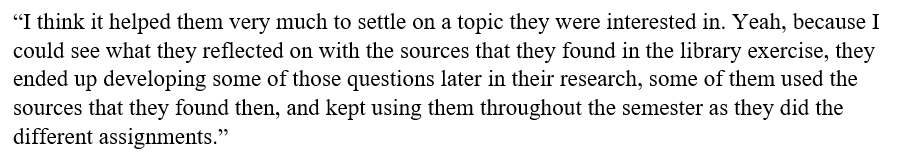 “I think it helped them very much to settle on a topic they were interested in. Yeah, because I
could see what they reflected on with the sources that they found in the library exercise, they
ended up developing some of those questions later in their research, some of them used the
sources that they found then, and kept using them throughout the semester as they did the
different assignments.”